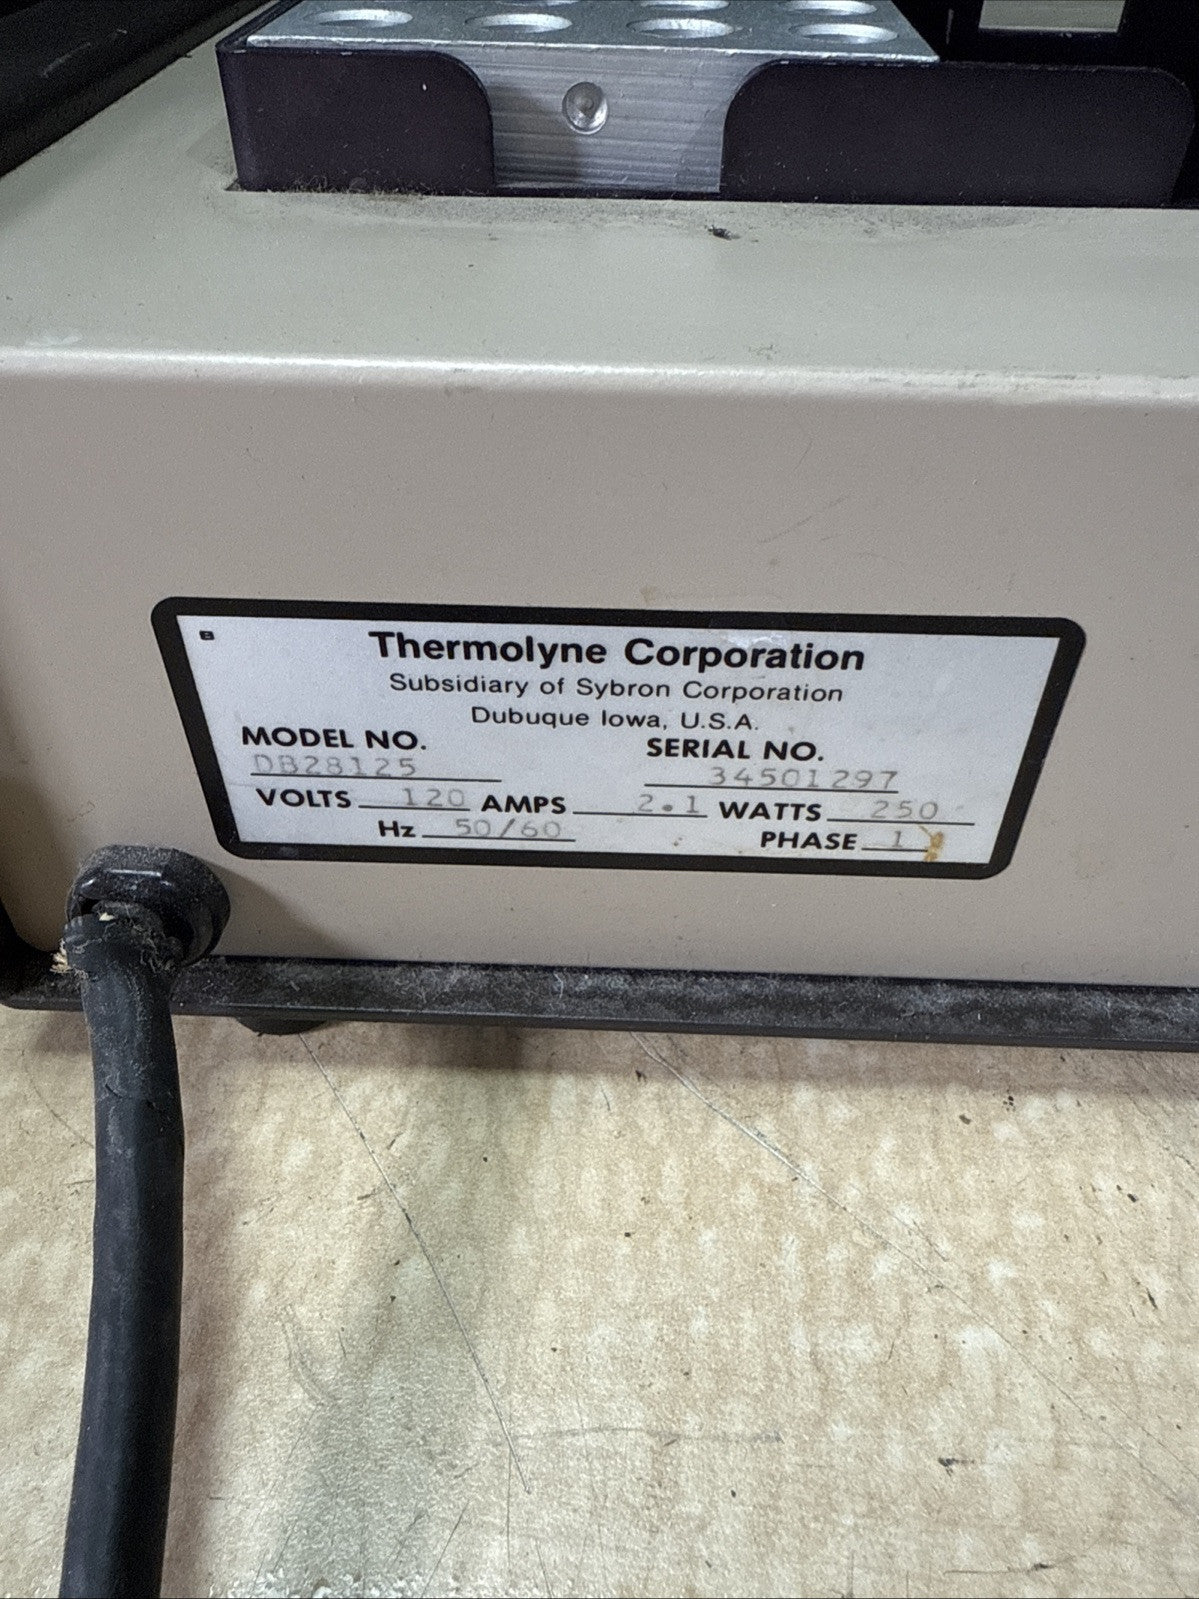 Thermolyne Corporation
Subsidiary of Sybron Corporation
Dubuque Iowa, U.S.A.
MODEL NO. SERIAL NO.
DB28125 34501297
VOLTS 120 AMPS 2.1 WATTS 250
Hz 50/60 PHASE 1